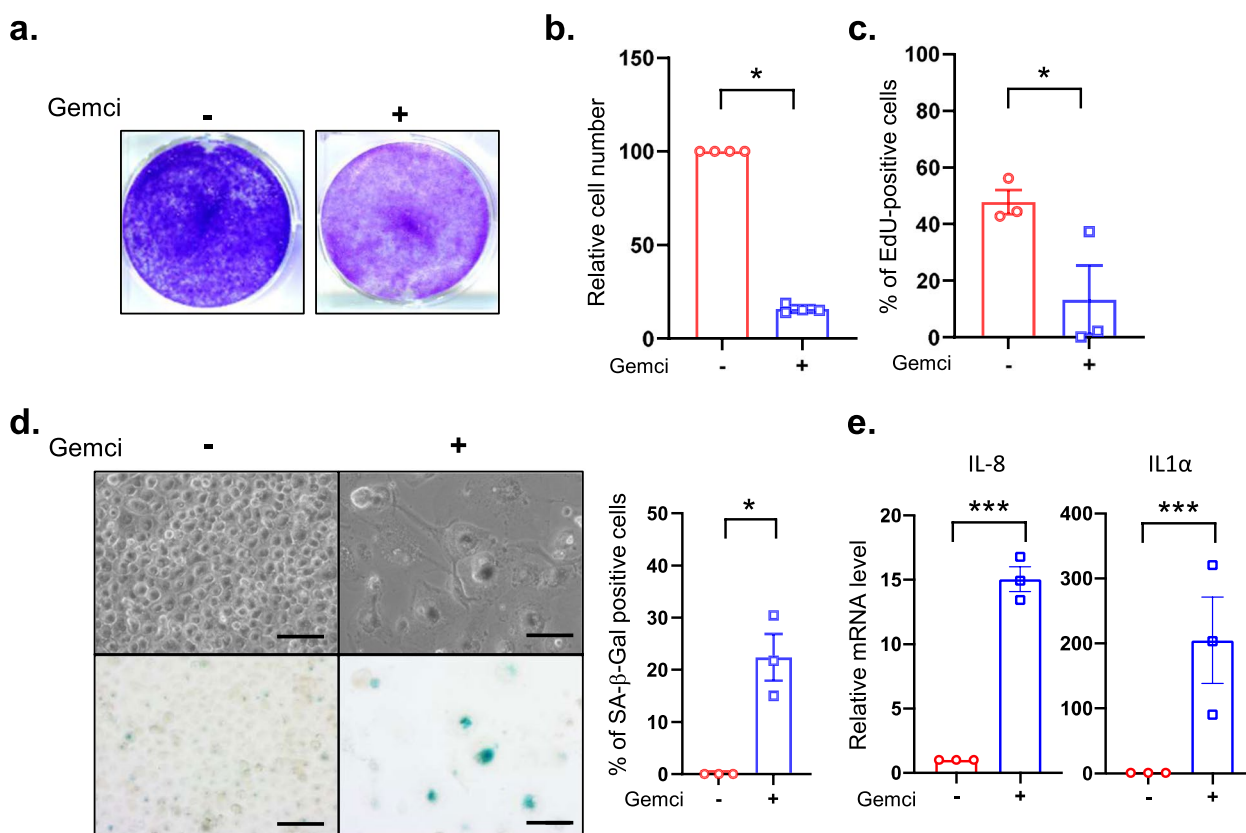 a.
Gemci - +
b.
Relative cell number
150
100
50
0
*
Gemci - +
c.
% of EdU-positive cells
100
80
60
40
20
0
*
Gemci - +
d.
Gemci - +
% of SA-β-Gal positive cells
50
40
30
20
10
0
*
Gemci - +
e.
IL-8
Relative mRNA level
20
15
10
5
0
***
Gemci - +
IL1α
400
300
200
100
0
***
- +